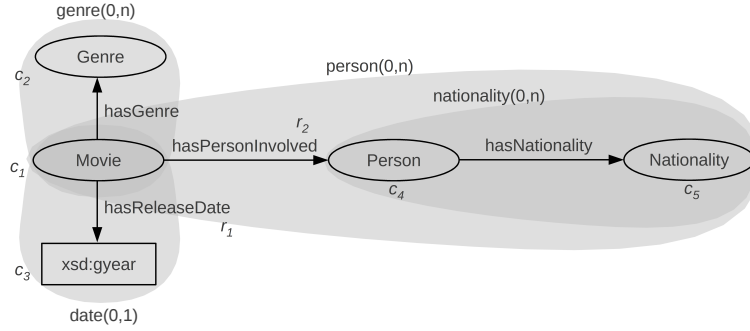 genre(0,n)
Genre
c2
person(0,n)
nationality(0,n)
hasGenre
r2
hasPersonInvolved
hasNationality
c1
Movie
Person
Nationality
c4
c5
hasReleaseDate
r1
c3
xsd:gyear
date(0,1)